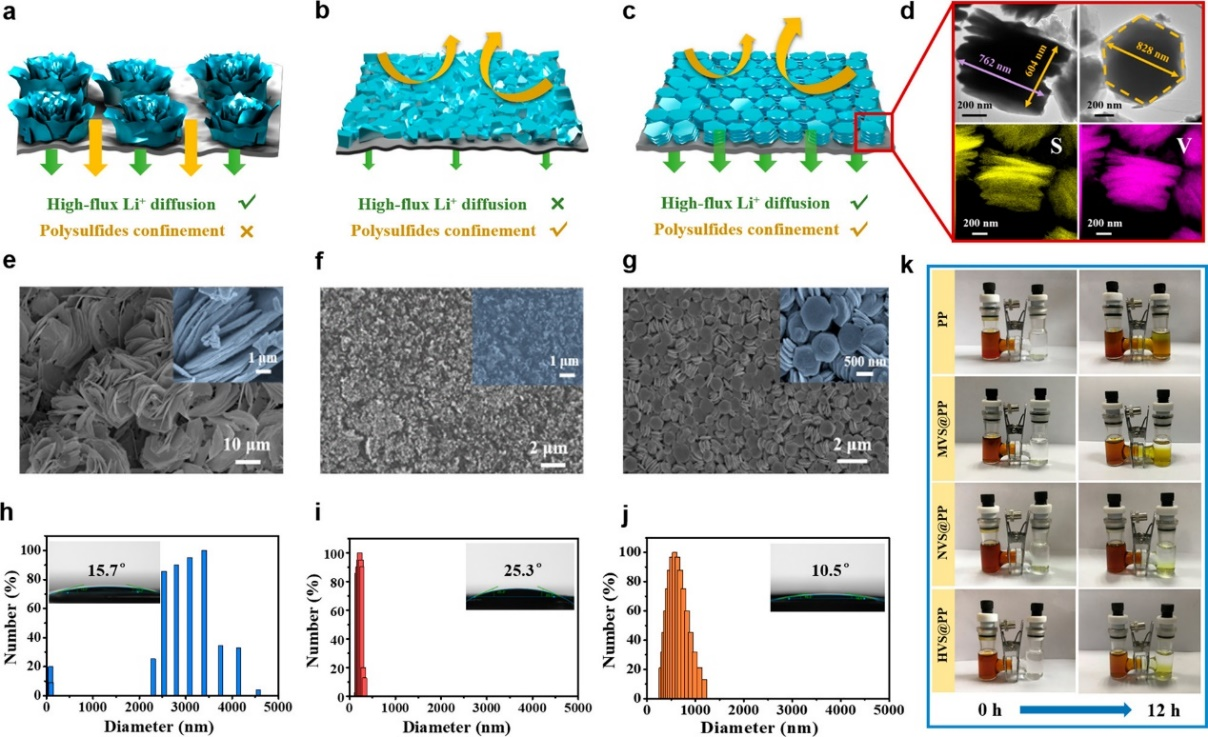 a
b
c
d
High-flux Li⁺ diffusion ✓
Polysulfides confinement ×
High-flux Li⁺ diffusion ×
Polysulfides confinement ✓
High-flux Li⁺ diffusion ✓
Polysulfides confinement ✓
762 nm
604 nm
200 nm
828 nm
200 nm
S
200 nm
V
200 nm
e
1 μm
10 μm
f
1 μm
2 μm
g
500 nm
2 μm
h
Number (%)
100
80
60
40
20
0
15.7°
0 1000 2000 3000 4000 5000
Diameter (nm)
i
Number (%)
100
80
60
40
20
0
25.3°
0 1000 2000 3000 4000 5000
Diameter (nm)
j
Number (%)
100
80
60
40
20
0
10.5°
0 1000 2000 3000 4000 5000
Diameter (nm)
k
PP
MVS@PP
NVS@PP
HVS@PP
0 h 12 h